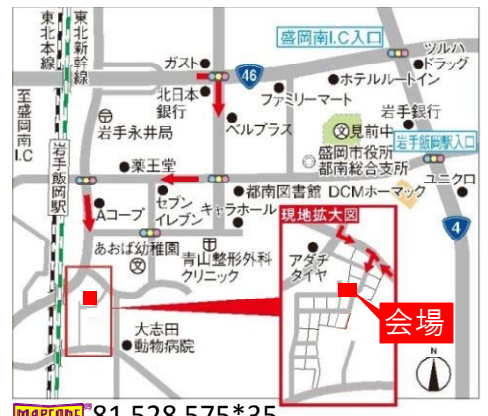 東北本線
東北新幹線
至盛岡南I.C
岩手飯岡駅
ガスト
46
盛岡南I.C入口
ツルハ
ドラッグ
ホテルルートイン
北日本
銀行
ファミリーマート
岩手永井局
ベルプラス
岩手銀行
見前中
文
岩手飯岡駅入口
盛岡市役所
都南総合支所
薬王堂
ユニクロ
都南図書館
DCMホーマック
Aコープ
セブン
イレブン
キャラホール
4
現地拡大図
あおば幼稚園
文
青山整形外科
クリニック
アダチ
タイヤ
会場
大志田
動物病院
N
MAPCODE 81 528 575*35